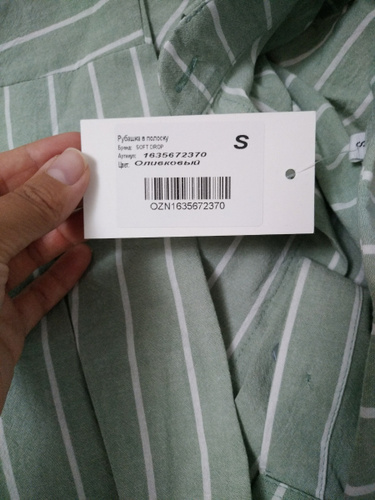 Рубашка в полоску
Бренд: SOFT DROP
Артикул: 1635672370
Цвет: Оливковый
S
OZN1635672370
S